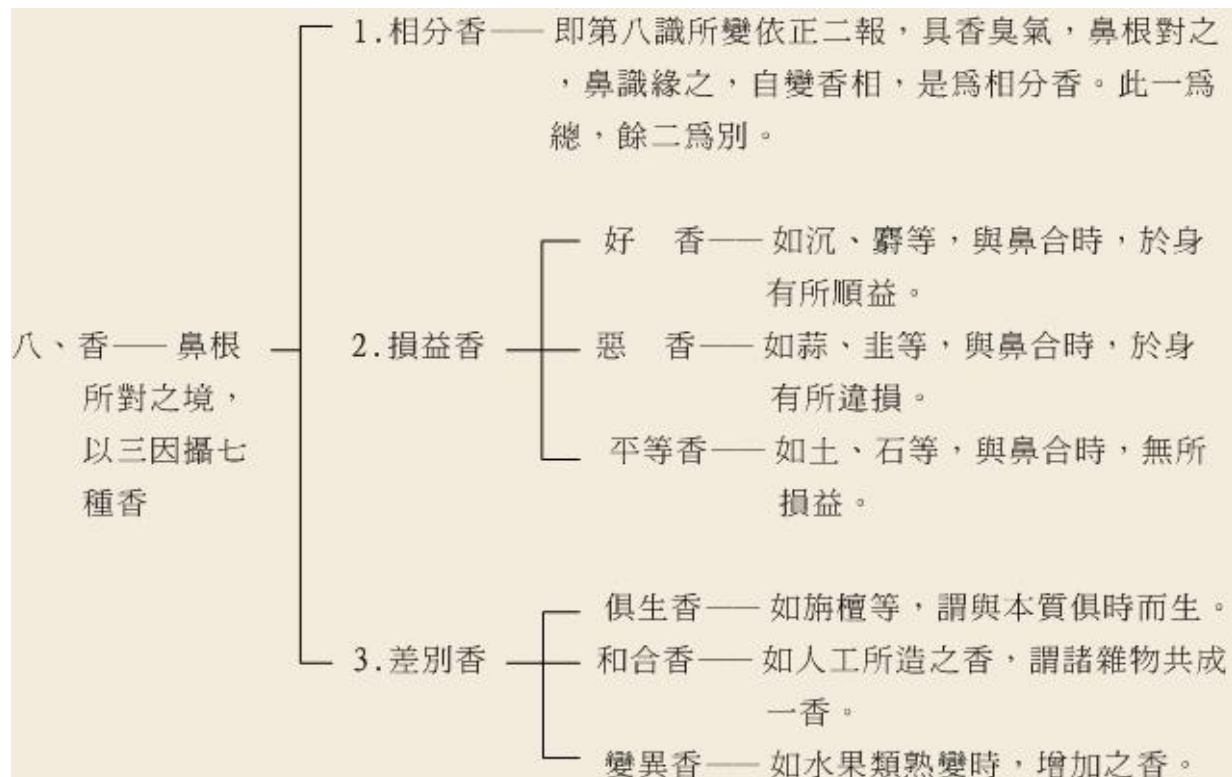 1.相分香── 即第八識所變依正二報，具香臭氣，鼻根對之
，鼻識緣之，自變香相，是爲相分香。此一爲
總，餘二爲別。
八、香── 鼻根
所對之境，
以三因攝七
種香
2.損益香
好　香── 如沉、麝等，與鼻合時，於身
有所順益。
惡　香── 如蒜、韭等，與鼻合時，於身
有所違損。
平等香── 如土、石等，與鼻合時，無所
損益。
3.差別香
俱生香── 如旃檀等，謂與本質俱時而生。
和合香── 如人工所造之香，謂諸雜物共成
一香。
變異香── 如水果類熟變時，增加之香。